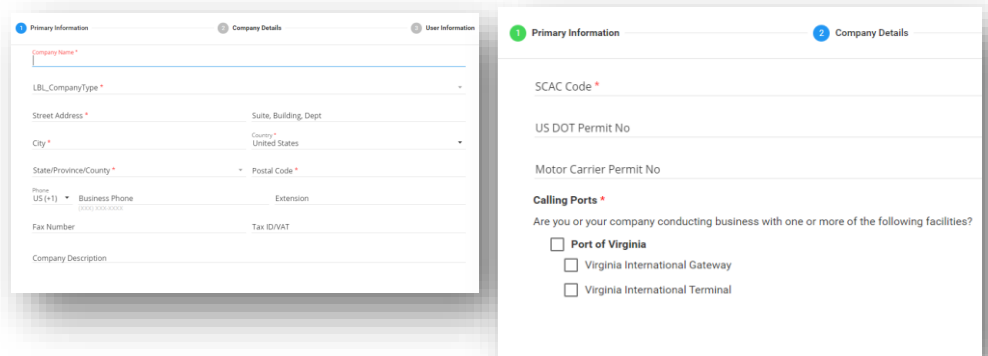 1 Primary Information
2 Company Details
3 User Information
Company Name *
LBL_CompanyType *
Street Address *
Suite, Building, Dept
City *
Country *
United States
State/Province/County *
Postal Code *
Phone
US (+1)
Business Phone
(XXX) XXX-XXXX
Extension
Fax Number
Tax ID/VAT
Company Description
1 Primary Information
2 Company Details
SCAC Code *
US DOT Permit No
Motor Carrier Permit No
Calling Ports *
Are you or your company conducting business with one or more of the following facilities?
Port of Virginia
Virginia International Gateway
Virginia International Terminal